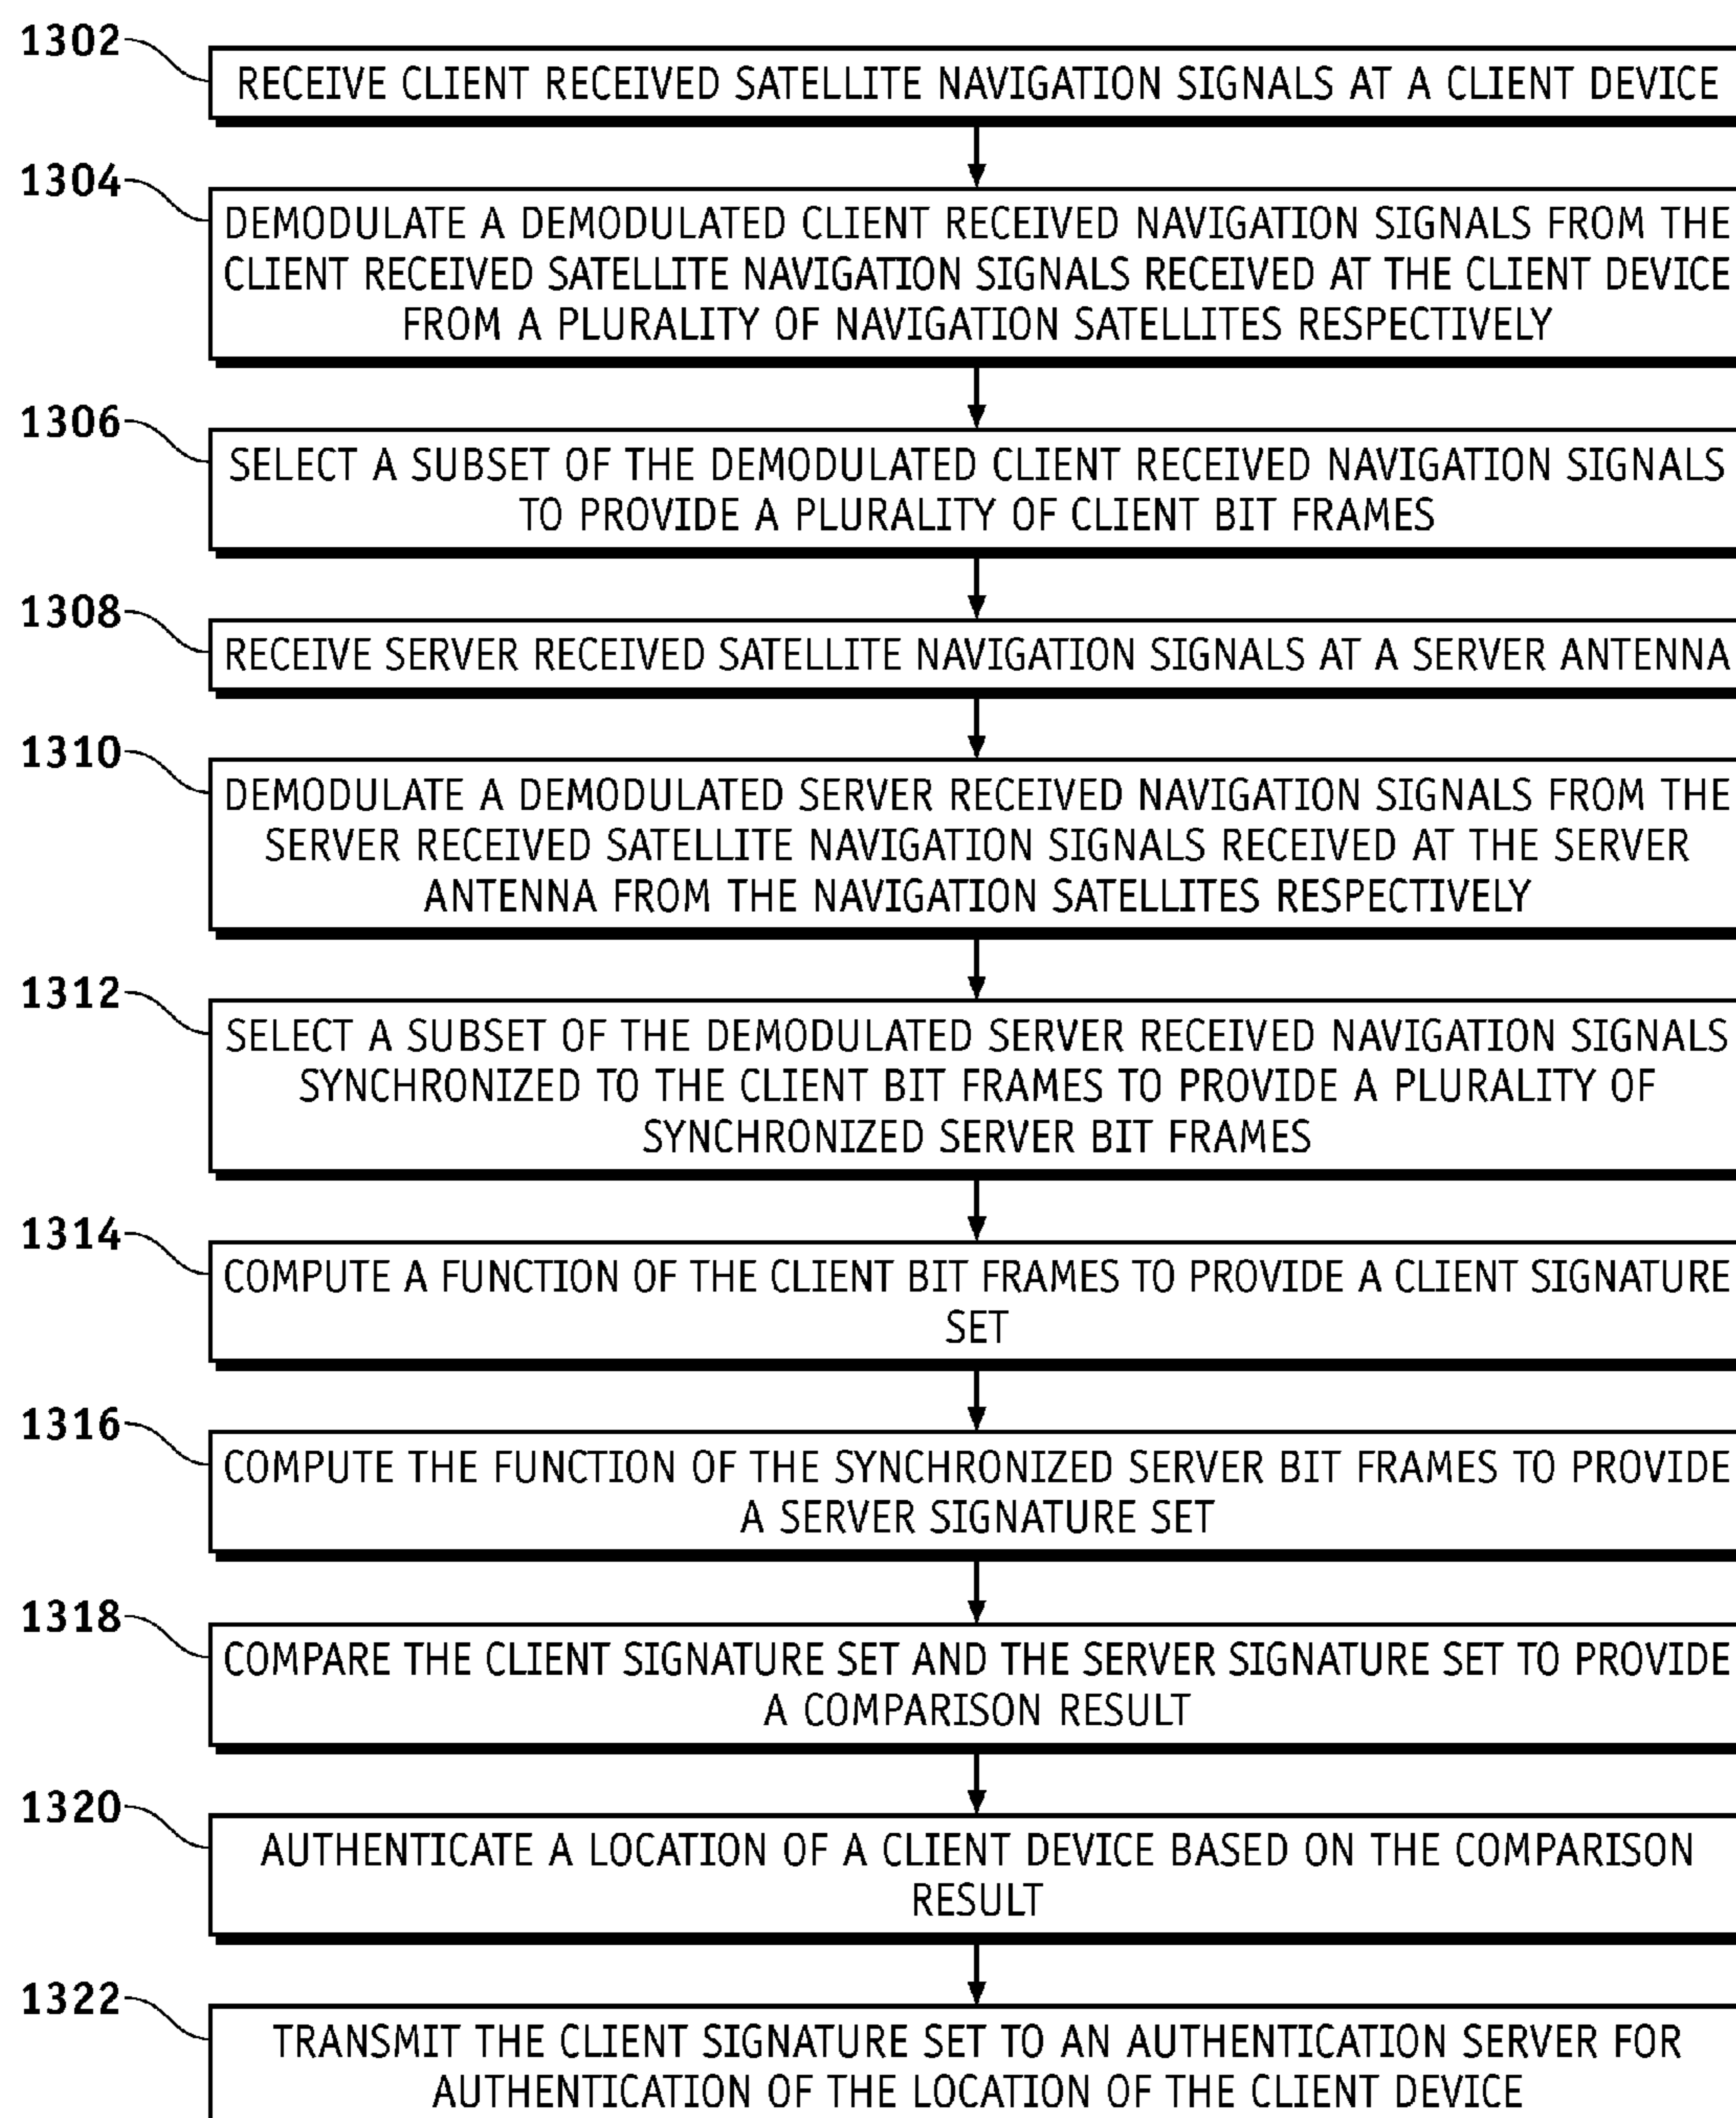 1302
RECEIVE CLIENT RECEIVED SATELLITE NAVIGATION SIGNALS AT A CLIENT DEVICE
1304
DEMODULATE A DEMODULATED CLIENT RECEIVED NAVIGATION SIGNALS FROM THE
CLIENT RECEIVED SATELLITE NAVIGATION SIGNALS RECEIVED AT THE CLIENT DEVICE
FROM A PLURALITY OF NAVIGATION SATELLITES RESPECTIVELY
1306
SELECT A SUBSET OF THE DEMODULATED CLIENT RECEIVED NAVIGATION SIGNALS
TO PROVIDE A PLURALITY OF CLIENT BIT FRAMES
1308
RECEIVE SERVER RECEIVED SATELLITE NAVIGATION SIGNALS AT A SERVER ANTENNA
1310
DEMODULATE A DEMODULATED SERVER RECEIVED NAVIGATION SIGNALS FROM THE
SERVER RECEIVED SATELLITE NAVIGATION SIGNALS RECEIVED AT THE SERVER
ANTENNA FROM THE NAVIGATION SATELLITES RESPECTIVELY
1312
SELECT A SUBSET OF THE DEMODULATED SERVER RECEIVED NAVIGATION SIGNALS
SYNCHRONIZED TO THE CLIENT BIT FRAMES TO PROVIDE A PLURALITY OF
SYNCHRONIZED SERVER BIT FRAMES
1314
COMPUTE A FUNCTION OF THE CLIENT BIT FRAMES TO PROVIDE A CLIENT SIGNATURE
SET
1316
COMPUTE THE FUNCTION OF THE SYNCHRONIZED SERVER BIT FRAMES TO PROVIDE
A SERVER SIGNATURE SET
1318
COMPARE THE CLIENT SIGNATURE SET AND THE SERVER SIGNATURE SET TO PROVIDE
A COMPARISON RESULT
1320
AUTHENTICATE A LOCATION OF A CLIENT DEVICE BASED ON THE COMPARISON
RESULT
1322
TRANSMIT THE CLIENT SIGNATURE SET TO AN AUTHENTICATION SERVER FOR
AUTHENTICATION OF THE LOCATION OF THE CLIENT DEVICE